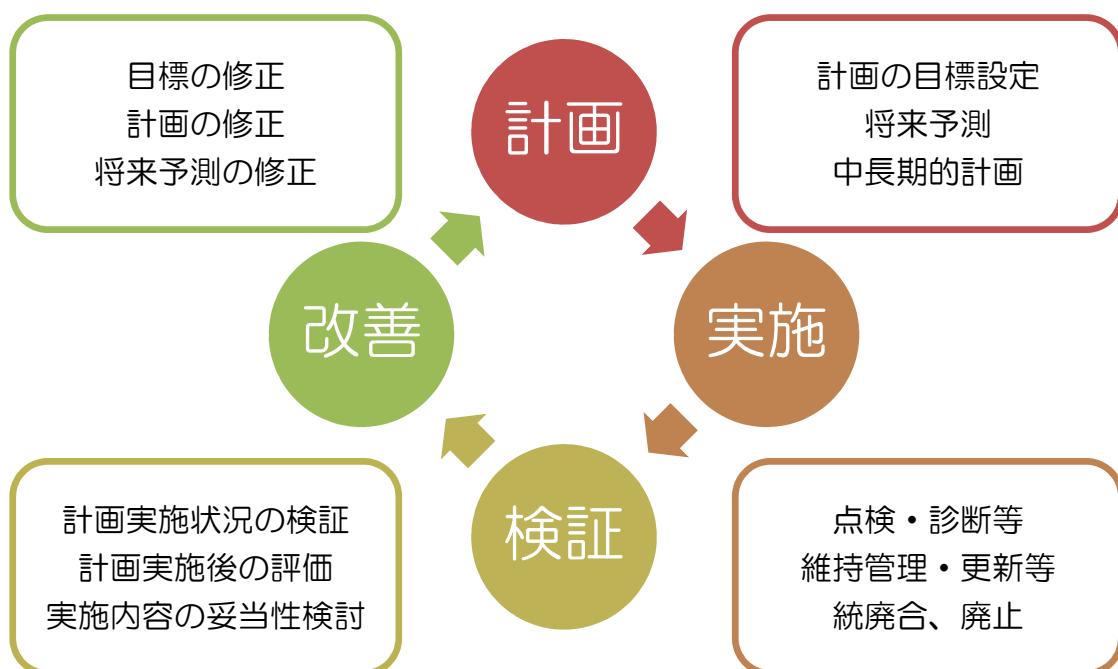 目標の修正
計画の修正
将来予測の修正
計画
計画の目標設定
将来予測
中長期的計画
改善
実施
計画実施状況の検証
計画実施後の評価
実施内容の妥当性検討
検証
点検・診断等
維持管理・更新等
統廃合、廃止